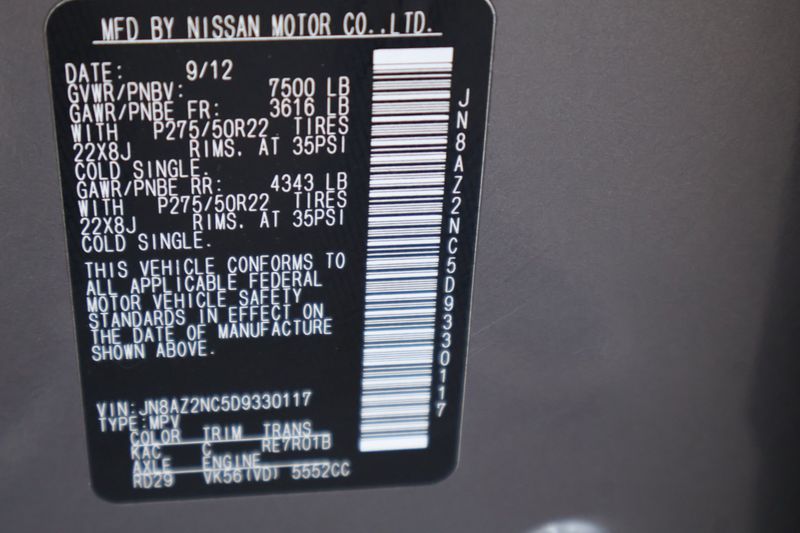 MFD BY NISSAN MOTOR CO.,LTD.
DATE: 9/12
GVWR/PNBV: 7500 LB
GAWR/PNBE FR: 3616 LB
WITH P275/50R22 TIRES
22X8J RIMS. AT 35PSI
COLD SINGLE.
GAWR/PNBE RR: 4343 LB
WITH P275/50R22 TIRES
22X8J RIMS. AT 35PSI
COLD SINGLE.
THIS VEHICLE CONFORMS TO
ALL APPLICABLE FEDERAL
MOTOR VEHICLE SAFETY
STANDARDS IN EFFECT ON
THE DATE OF MANUFACTURE
SHOWN ABOVE.
VIN:JN8AZ2NC5D9330117
TYPE:MPV
COLOR TRIM TRANS
KAC C RE7R01B
AXLE ENGINE
RD29 VK56(VD) 5552CC
JN8AZ2NC5D9330117